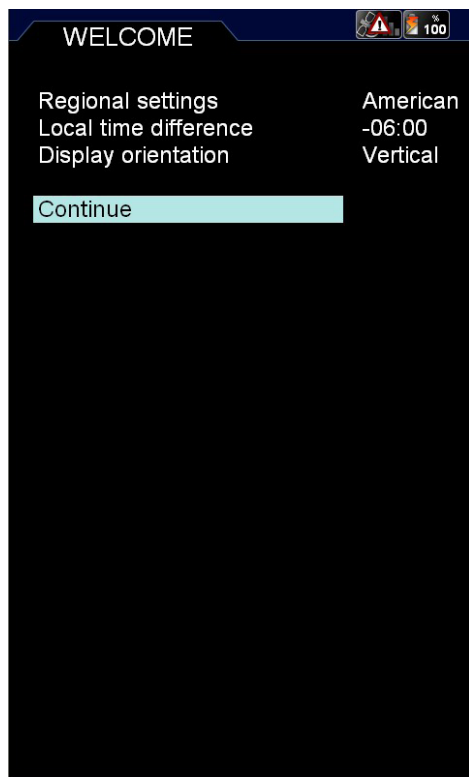 WELCOME
%
100
Regional settings American
Local time difference -06:00
Display orientation Vertical
Continue